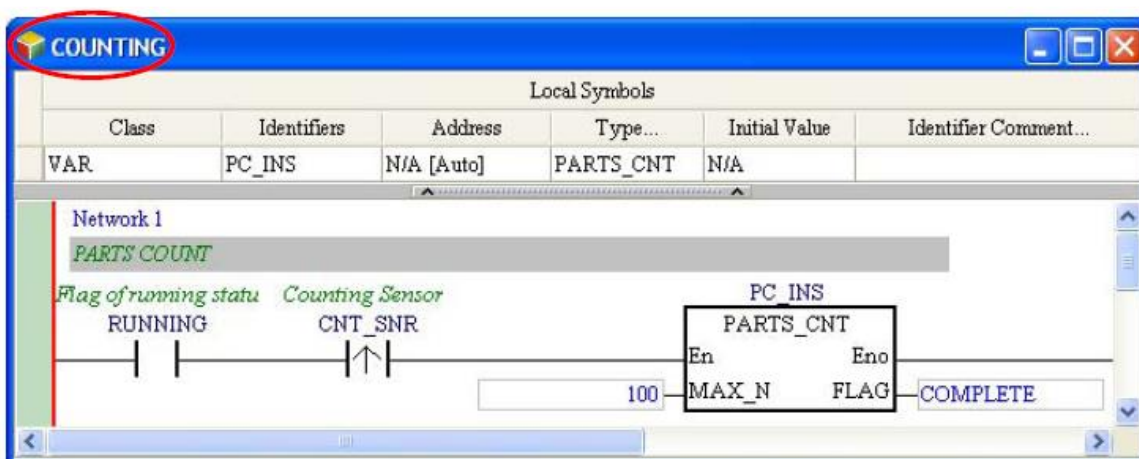 COUNTING
Local Symbols
Class Identifiers Address Type... Initial Value Identifier Comment...
VAR PC_INS N/A [Auto] PARTS_CNT N/A
Network 1
PARTS COUNT
Flag of running statu Counting Sensor PC_INS
RUNNING CNT_SNR PARTS_CNT
En Eno
100 MAX_N FLAG COMPLETE